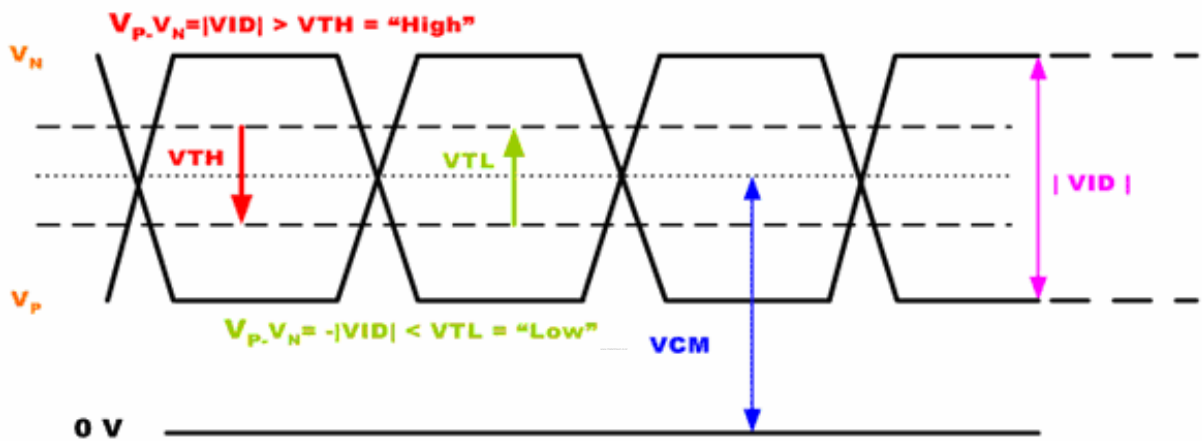 VP-VN=|VID| > VTH = “High”
VN
VTH
VTL
| VID |
VP
VP-VN= -|VID| < VTL = “Low”
VCM
0 V